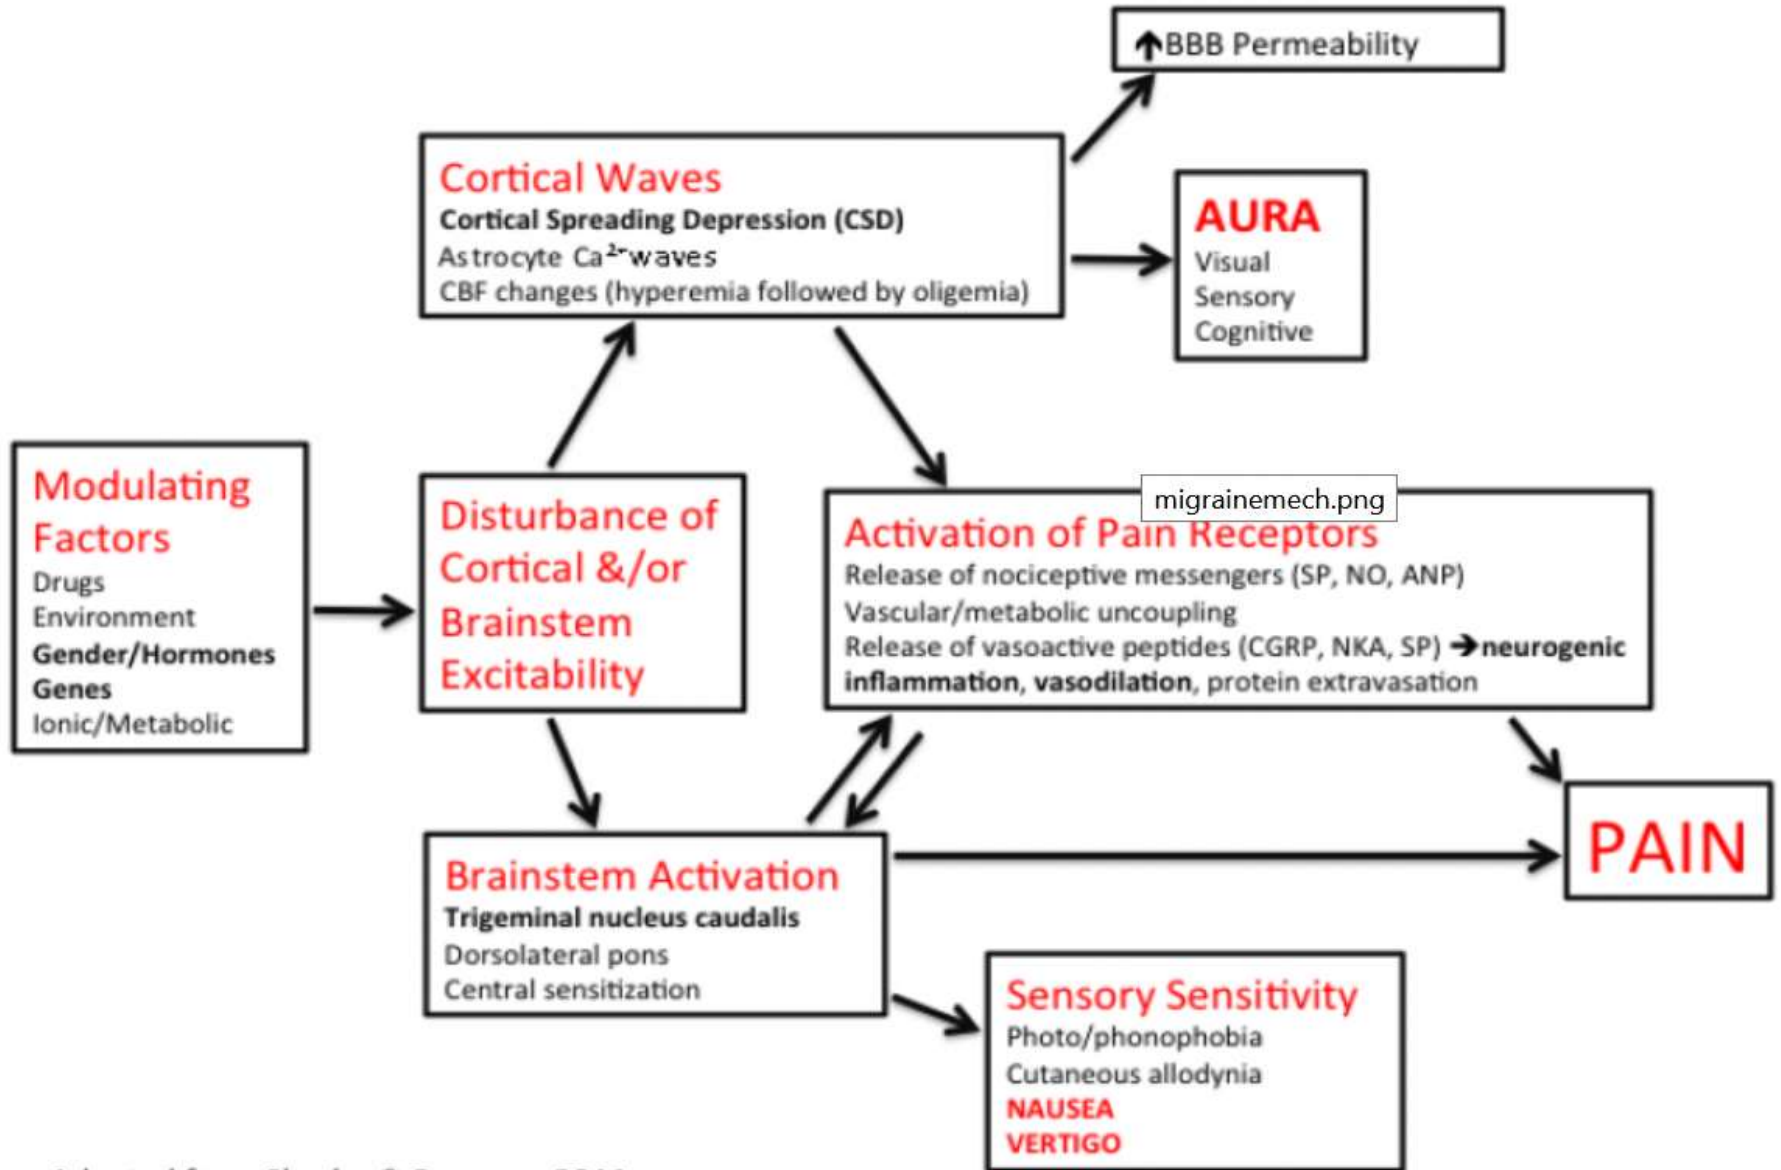 ↑BBB Permeability
Cortical Waves
Cortical Spreading Depression (CSD)
Astrocyte Ca²⁻waves
CBF changes (hyperemia followed by oligemia)
AURA
Visual
Sensory
Cognitive
Modulating
Factors
Drugs
Environment
Gender/Hormones
Genes
Ionic/Metabolic
Disturbance of
Cortical &/or
Brainstem
Excitability
migrainemech.png
Activation of Pain Receptors
Release of nociceptive messengers (SP, NO, ANP)
Vascular/metabolic uncoupling
Release of vasoactive peptides (CGRP, NKA, SP) →neurogenic
inflammation, vasodilation, protein extravasation
PAIN
Brainstem Activation
Trigeminal nucleus caudalis
Dorsolateral pons
Central sensitization
Sensory Sensitivity
Photo/phonophobia
Cutaneous allodynia
NAUSEA
VERTIGO